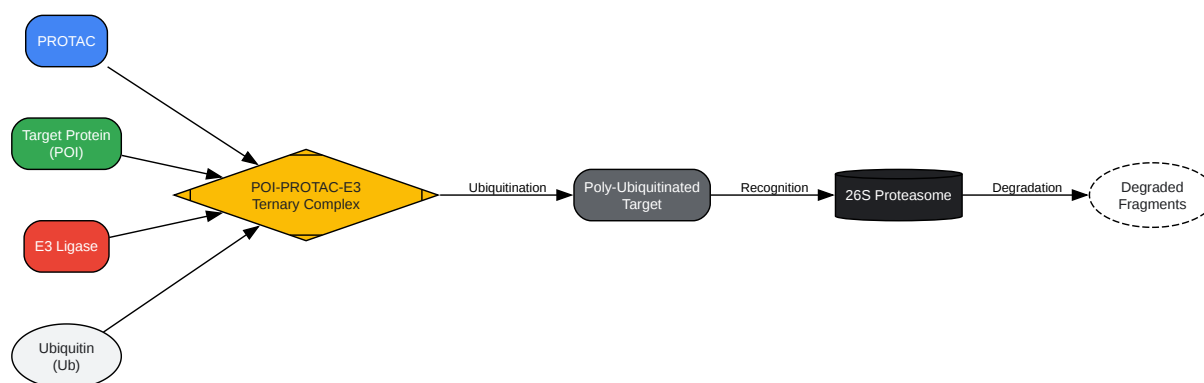 PROTAC
Target Protein
(POI)
E3 Ligase
Ubiquitin
(Ub)
POI-PROTAC-E3
Ternary Complex
Ubiquitination
Poly-Ubiquitinated
Target
Recognition
26S Proteasome
Degradation
Degraded
Fragments